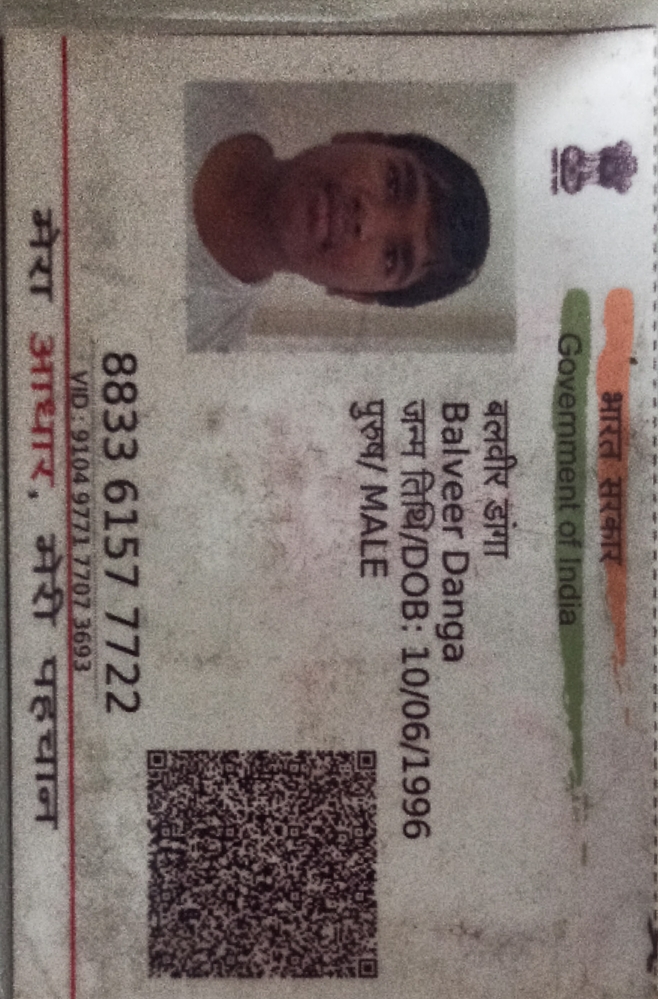 भारत सरकार
Government of India
बलवीर डांगा
Balveer Danga
जन्म तिथि/DOB: 10/06/1996
पुरुष/ MALE
8833 6157 7722
VID : 9104 9771 7707 3693
मेरा आधार, मेरी पहचान